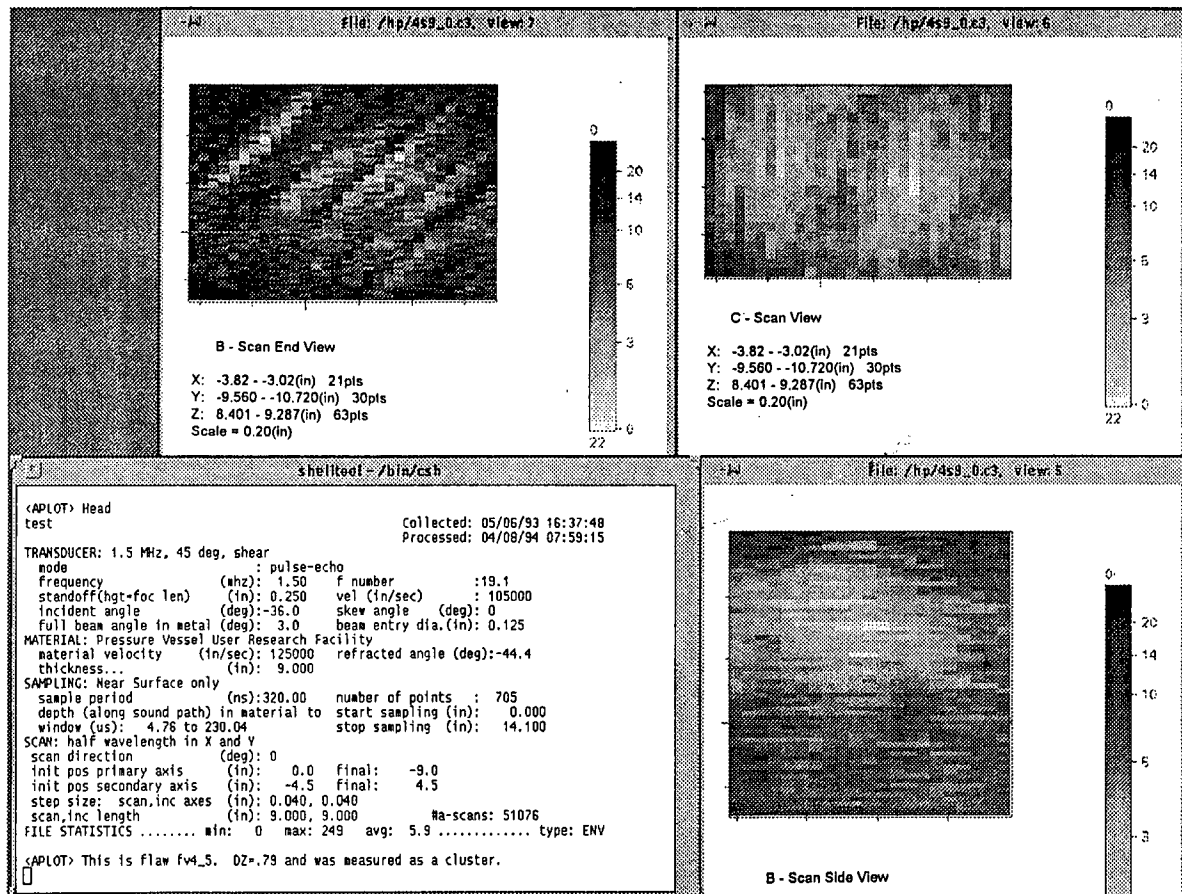 File: /hp/4s9_0.c3, view: 7
0
20
14
10
6
3
0
22
B - Scan End View
X: -3.82 - -3.02(in) 21pts
Y: -9.560 - -10.720(in) 30pts
Z: 8.401 - 9.287(in) 63pts
Scale = 0.20(in)
File: /hp/4s9_0.c3, view: 6
0
20
14
10
6
3
0
22
C - Scan View
X: -3.82 - -3.02(in) 21pts
Y: -9.560 - -10.720(in) 30pts
Z: 8.401 - 9.287(in) 63pts
Scale = 0.20(in)
shelltool - /bin/csh
<APLOT> Head
test Collected: 05/06/93 16:37:48
Processed: 04/08/94 07:59:15
TRANSDUCER: 1.5 MHz, 45 deg, shear
mode : pulse-echo
frequency (mhz): 1.50 f number :19.1
standoff(hgt-foc len) (in): 0.250 vel (in/sec) : 105000
incident angle (deg):-36.0 skew angle (deg): 0
full beam angle in metal (deg): 3.0 beam entry dia.(in): 0.125
MATERIAL: Pressure Vessel User Research Facility
material velocity (in/sec): 125000 refracted angle (deg):-44.4
thickness... (in): 9.000
SAMPLING: Near Surface only
sample period (ns):320.00 number of points : 705
depth (along sound path) in material to start sampling (in): 0.000
window (us): 4.76 to 230.04 stop sampling (in): 14.100
SCAN: half wavelength in X and Y
scan direction (deg): 0
init pos primary axis (in): 0.0 final: -9.0
init pos secondary axis (in): -4.5 final: 4.5
step size: scan,inc axes (in): 0.040, 0.040
scan,inc length (in): 9.000, 9.000 #a-scans: 51076
FILE STATISTICS ........ min: 0 max: 249 avg: 5.9 ............. type: ENV
<APLOT> This is flaw fv4_5. DZ=.79 and was measured as a cluster.
File: /hp/4s9_0.c3, view: 5
0
20
14
10
6
3
B - Scan Side View